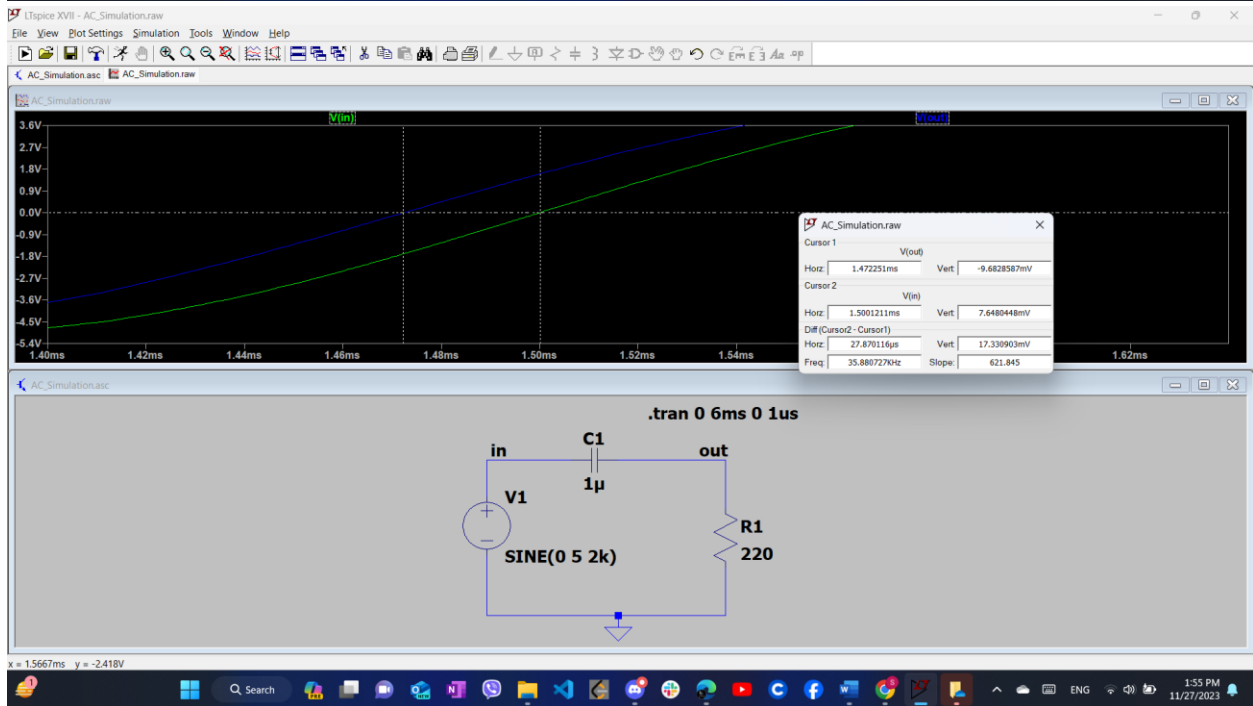 LTspice XVII - AC_Simulation.raw
File View Plot Settings Simulation Tools Window Help
AC_Simulation.asc AC_Simulation.raw
AC_Simulation.raw
V(in) V(out)
3.6V
2.7V
1.8V
0.9V
0.0V
-0.9V
-1.8V
-2.7V
-3.6V
-4.5V
-5.4V
1.40ms 1.42ms 1.44ms 1.46ms 1.48ms 1.50ms 1.52ms 1.54ms 1.62ms
AC_Simulation.raw
Cursor 1
V(out)
Horz: 1.472251ms Vert: -9.6828587mV
Cursor 2
V(in)
Horz: 1.5001211ms Vert: 7.6480448mV
Diff (Cursor2 - Cursor1)
Horz: 27.870116µs Vert: 17.330903mV
Freq: 35.880727KHz Slope: 621.845
AC_Simulation.asc
.tran 0 6ms 0 1us
in C1 out
1µ
V1
R1
SINE(0 5 2k) 220
x = 1.5667ms y = -2.418V
1 Search PRE ENG 1:55 PM
11/27/2023